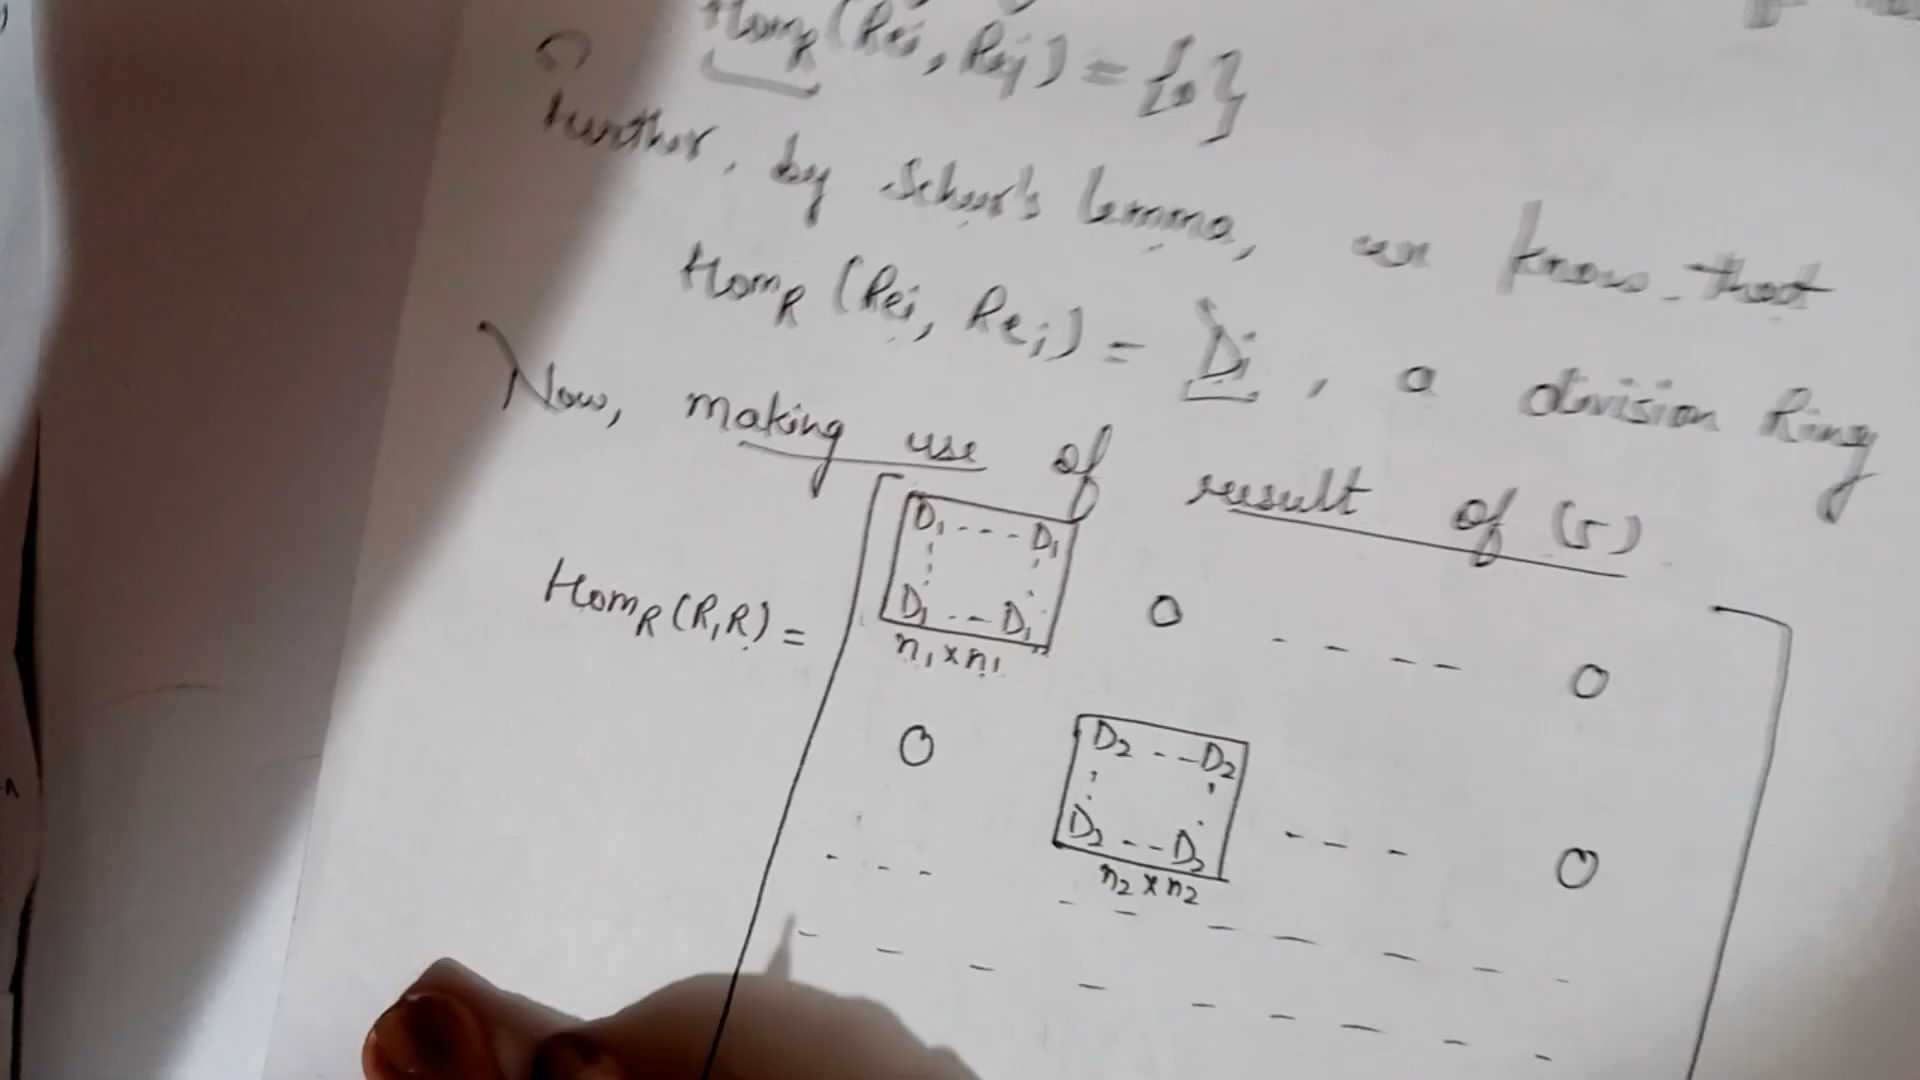 Hom_R (Re_i, Re_j) = {0}
Further, by Schur's lemma, we know that
Hom_R (Re_i, Re_i) = D_i, a division Ring
Now, making use of result of (5)
Hom_R (R, R) =
D_1 - - - D_1
D_1 - - - D_1
n_1 × n_1
0 - - - - 0
0
D_2 - - - D_2
D_2 - - - D_2
n_2 × n_2
- - - 0